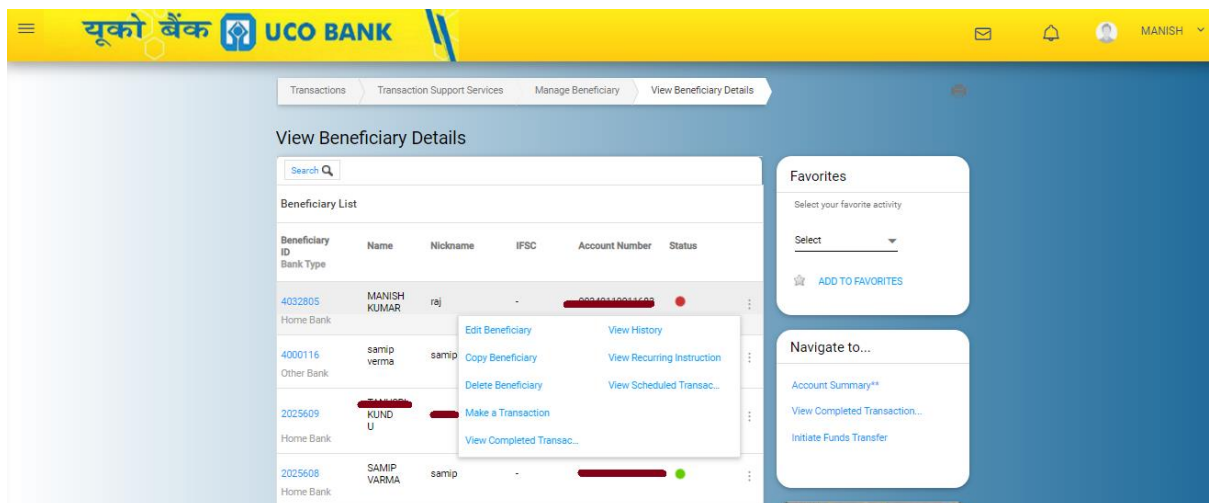 यूको बैंक UCO BANK
MANISH
Transactions Transaction Support Services Manage Beneficiary View Beneficiary Details
View Beneficiary Details
Search
Beneficiary List
Beneficiary ID Name Nickname IFSC Account Number Status
Bank Type
4032805 MANISH KUMAR raj -
Home Bank
Edit Beneficiary View History
Copy Beneficiary View Recurring Instruction
Delete Beneficiary View Scheduled Transac...
Make a Transaction
View Completed Transac...
4000116 samip verma samip
Other Bank
2025609 KUND U
Home Bank
2025608 SAMIP VARMA samip -
Home Bank
Favorites
Select your favorite activity
Select
ADD TO FAVORITES
Navigate to...
Account Summary**
View Completed Transaction...
Initiate Funds Transfer